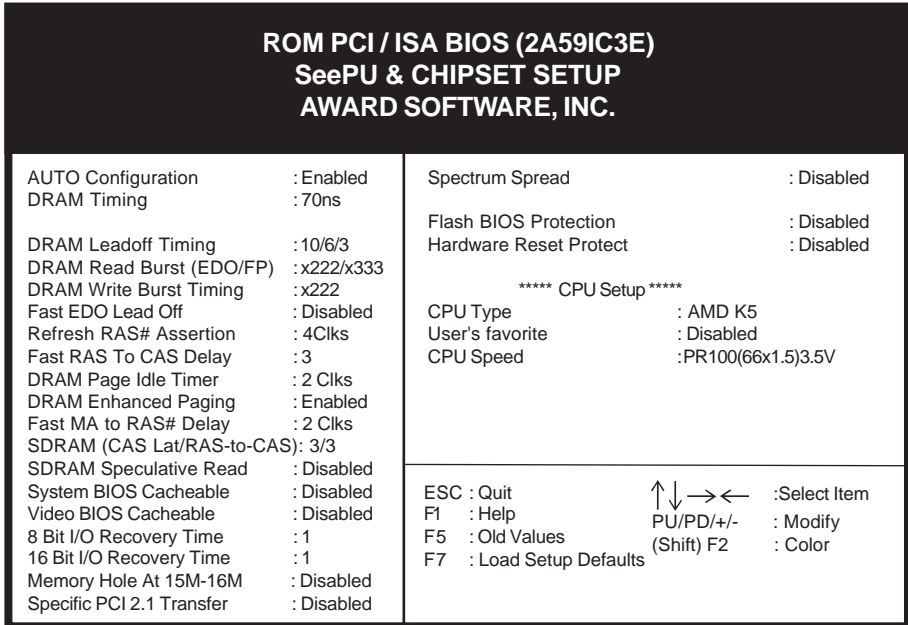 ROM PCI / ISA BIOS (2A59IC3E)
SeePU & CHIPSET SETUP
AWARD SOFTWARE, INC.
AUTO Configuration : Enabled
DRAM Timing : 70ns
DRAM Leadoff Timing : 10/6/3
DRAM Read Burst (EDO/FP) : x222/x333
DRAM Write Burst Timing : x222
Fast EDO Lead Off : Disabled
Refresh RAS# Assertion : 4Clks
Fast RAS To CAS Delay : 3
DRAM Page Idle Timer : 2 Clks
DRAM Enhanced Paging : Enabled
Fast MA to RAS# Delay : 2 Clks
SDRAM (CAS Lat/RAS-to-CAS): 3/3
SDRAM Speculative Read : Disabled
System BIOS Cacheable : Disabled
Video BIOS Cacheable : Disabled
8 Bit I/O Recovery Time : 1
16 Bit I/O Recovery Time : 1
Memory Hole At 15M-16M : Disabled
Specific PCI 2.1 Transfer : Disabled
Spectrum Spread : Disabled
Flash BIOS Protection : Disabled
Hardware Reset Protect : Disabled
***** CPU Setup *****
CPU Type : AMD K5
User's favorite : Disabled
CPU Speed :PR100(66x1.5)3.5V
ESC : Quit ↑↓→← :Select Item
F1 : Help PU/PD/+/- : Modify
F5 : Old Values (Shift) F2 : Color
F7 : Load Setup Defaults